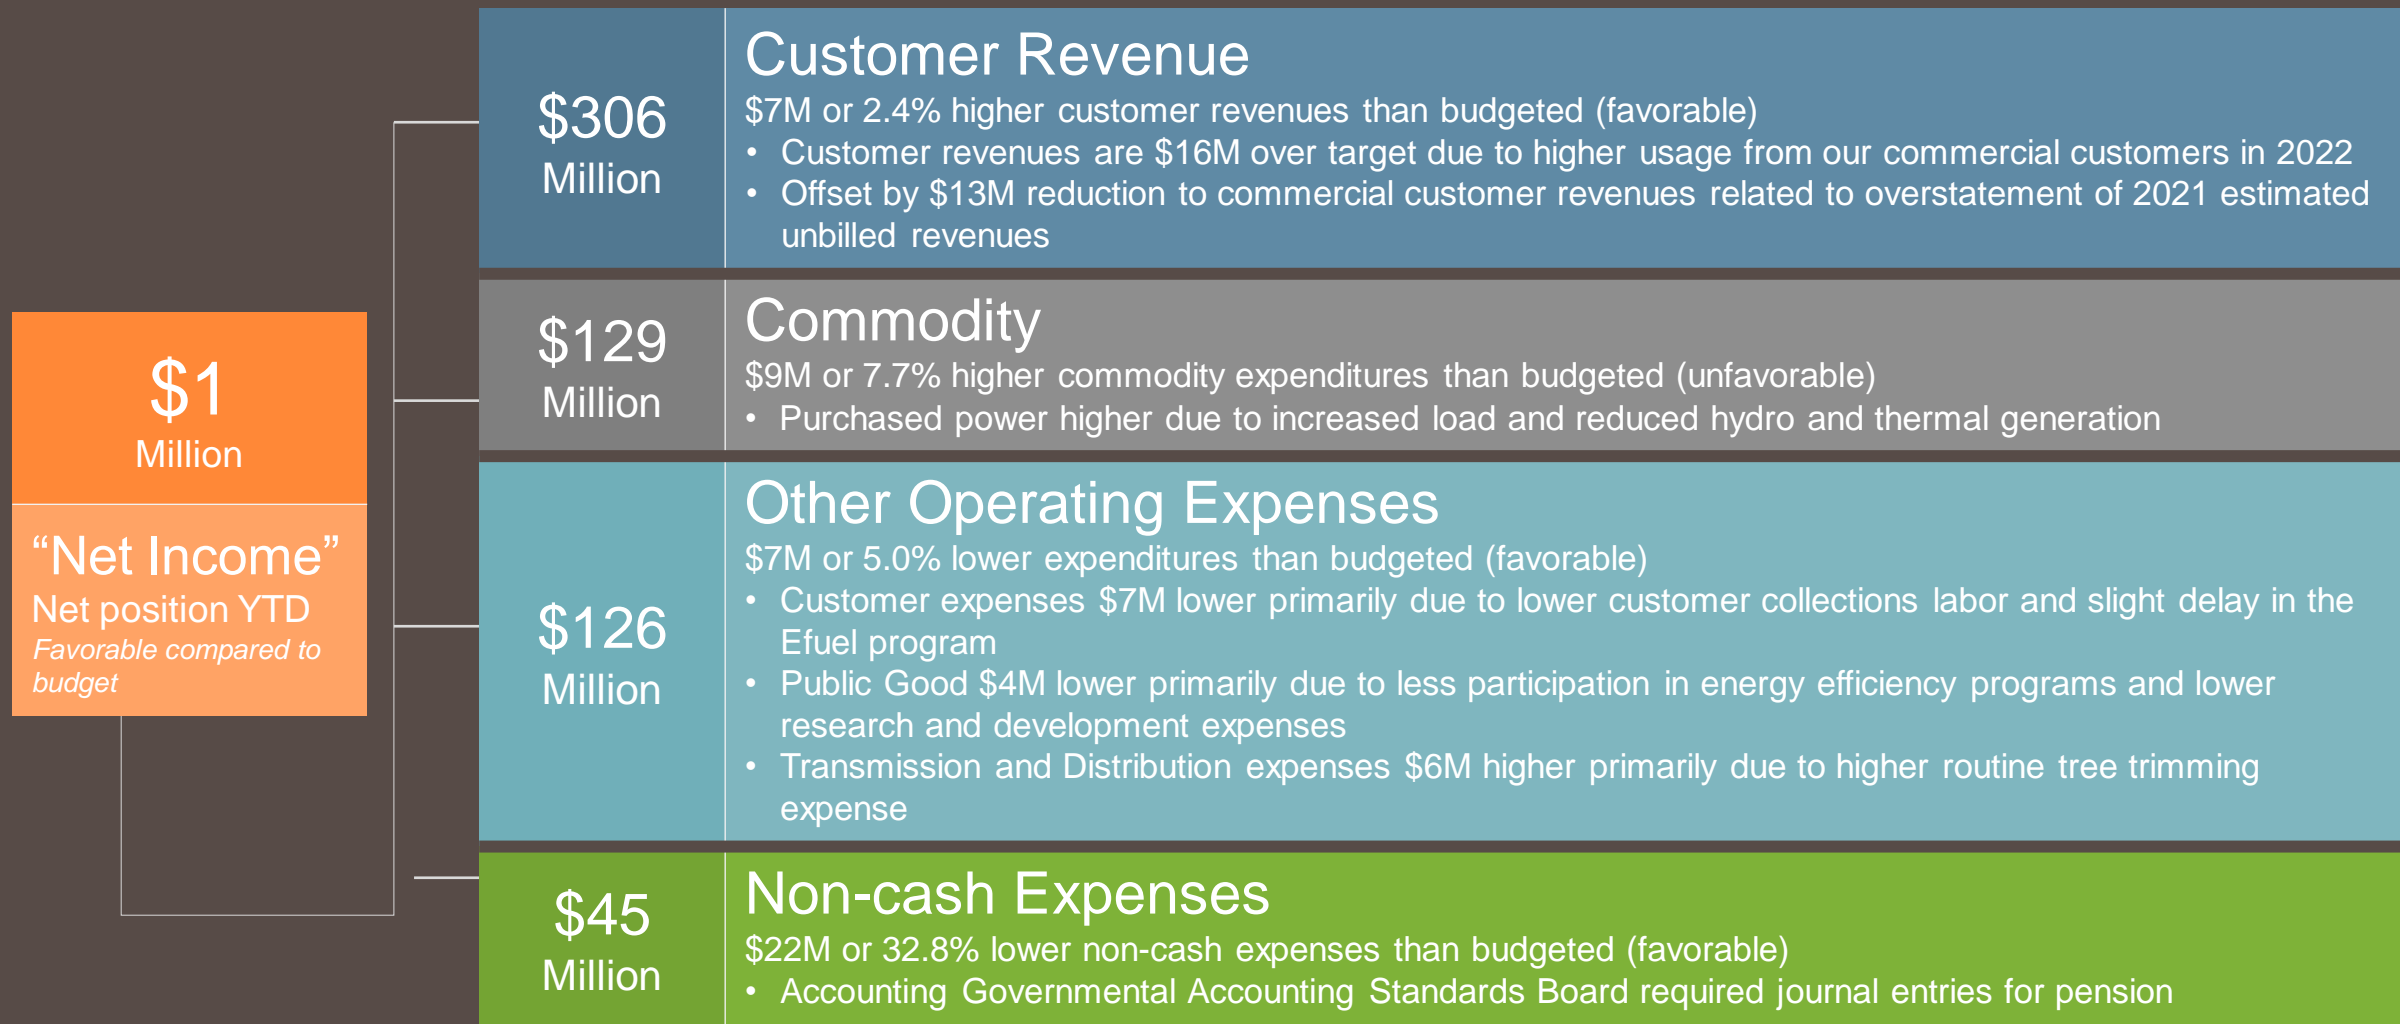 $1
Million
“Net Income”
Net position YTD
Favorable compared to
budget
$306
Million
Customer Revenue
$7M or 2.4% higher customer revenues than budgeted (favorable)
• Customer revenues are $16M over target due to higher usage from our commercial customers in 2022
• Offset by $13M reduction to commercial customer revenues related to overstatement of 2021 estimated
unbilled revenues
$129
Million
Commodity
$9M or 7.7% higher commodity expenditures than budgeted (unfavorable)
• Purchased power higher due to increased load and reduced hydro and thermal generation
$126
Million
Other Operating Expenses
$7M or 5.0% lower expenditures than budgeted (favorable)
• Customer expenses $7M lower primarily due to lower customer collections labor and slight delay in the
Efuel program
• Public Good $4M lower primarily due to less participation in energy efficiency programs and lower
research and development expenses
• Transmission and Distribution expenses $6M higher primarily due to higher routine tree trimming
expense
$45
Million
Non-cash Expenses
$22M or 32.8% lower non-cash expenses than budgeted (favorable)
• Accounting Governmental Accounting Standards Board required journal entries for pension